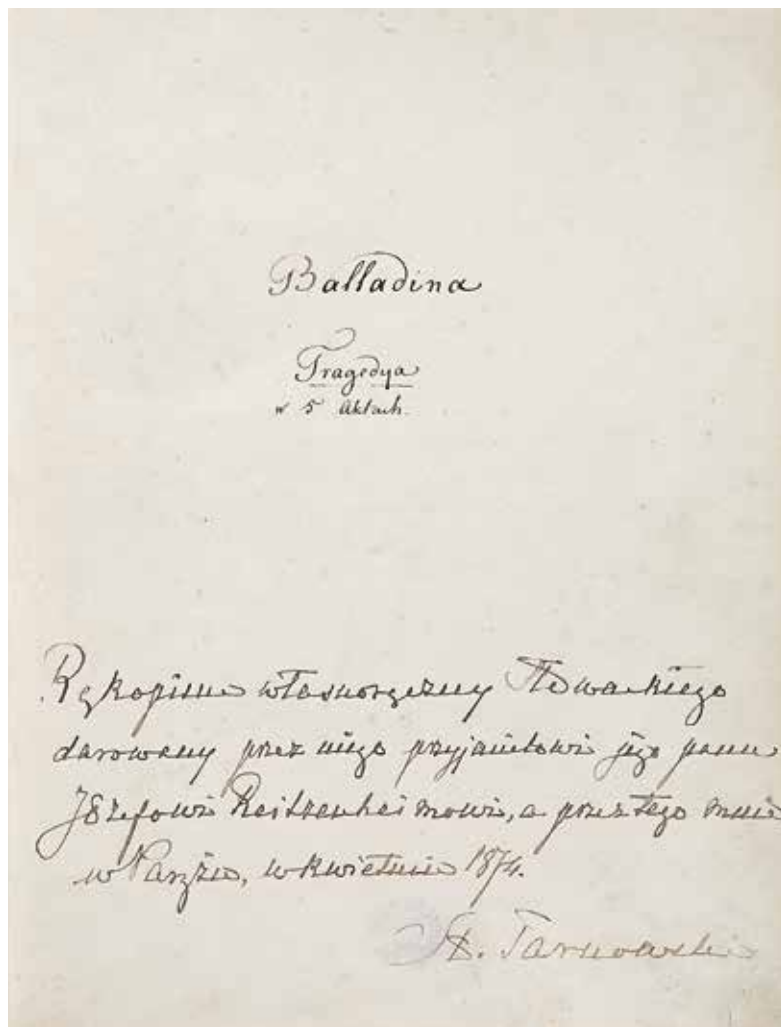 Balladina
Tragedya
w 5 Aktach.
Rękopism własnoręczny Słowackiego
darowany przez niego przyjacielowi jego panu
Józefowi Reitzenheimowi, a przez tego mnie
w Paryżu, w kwietniu 1874.
St. Tarnowski